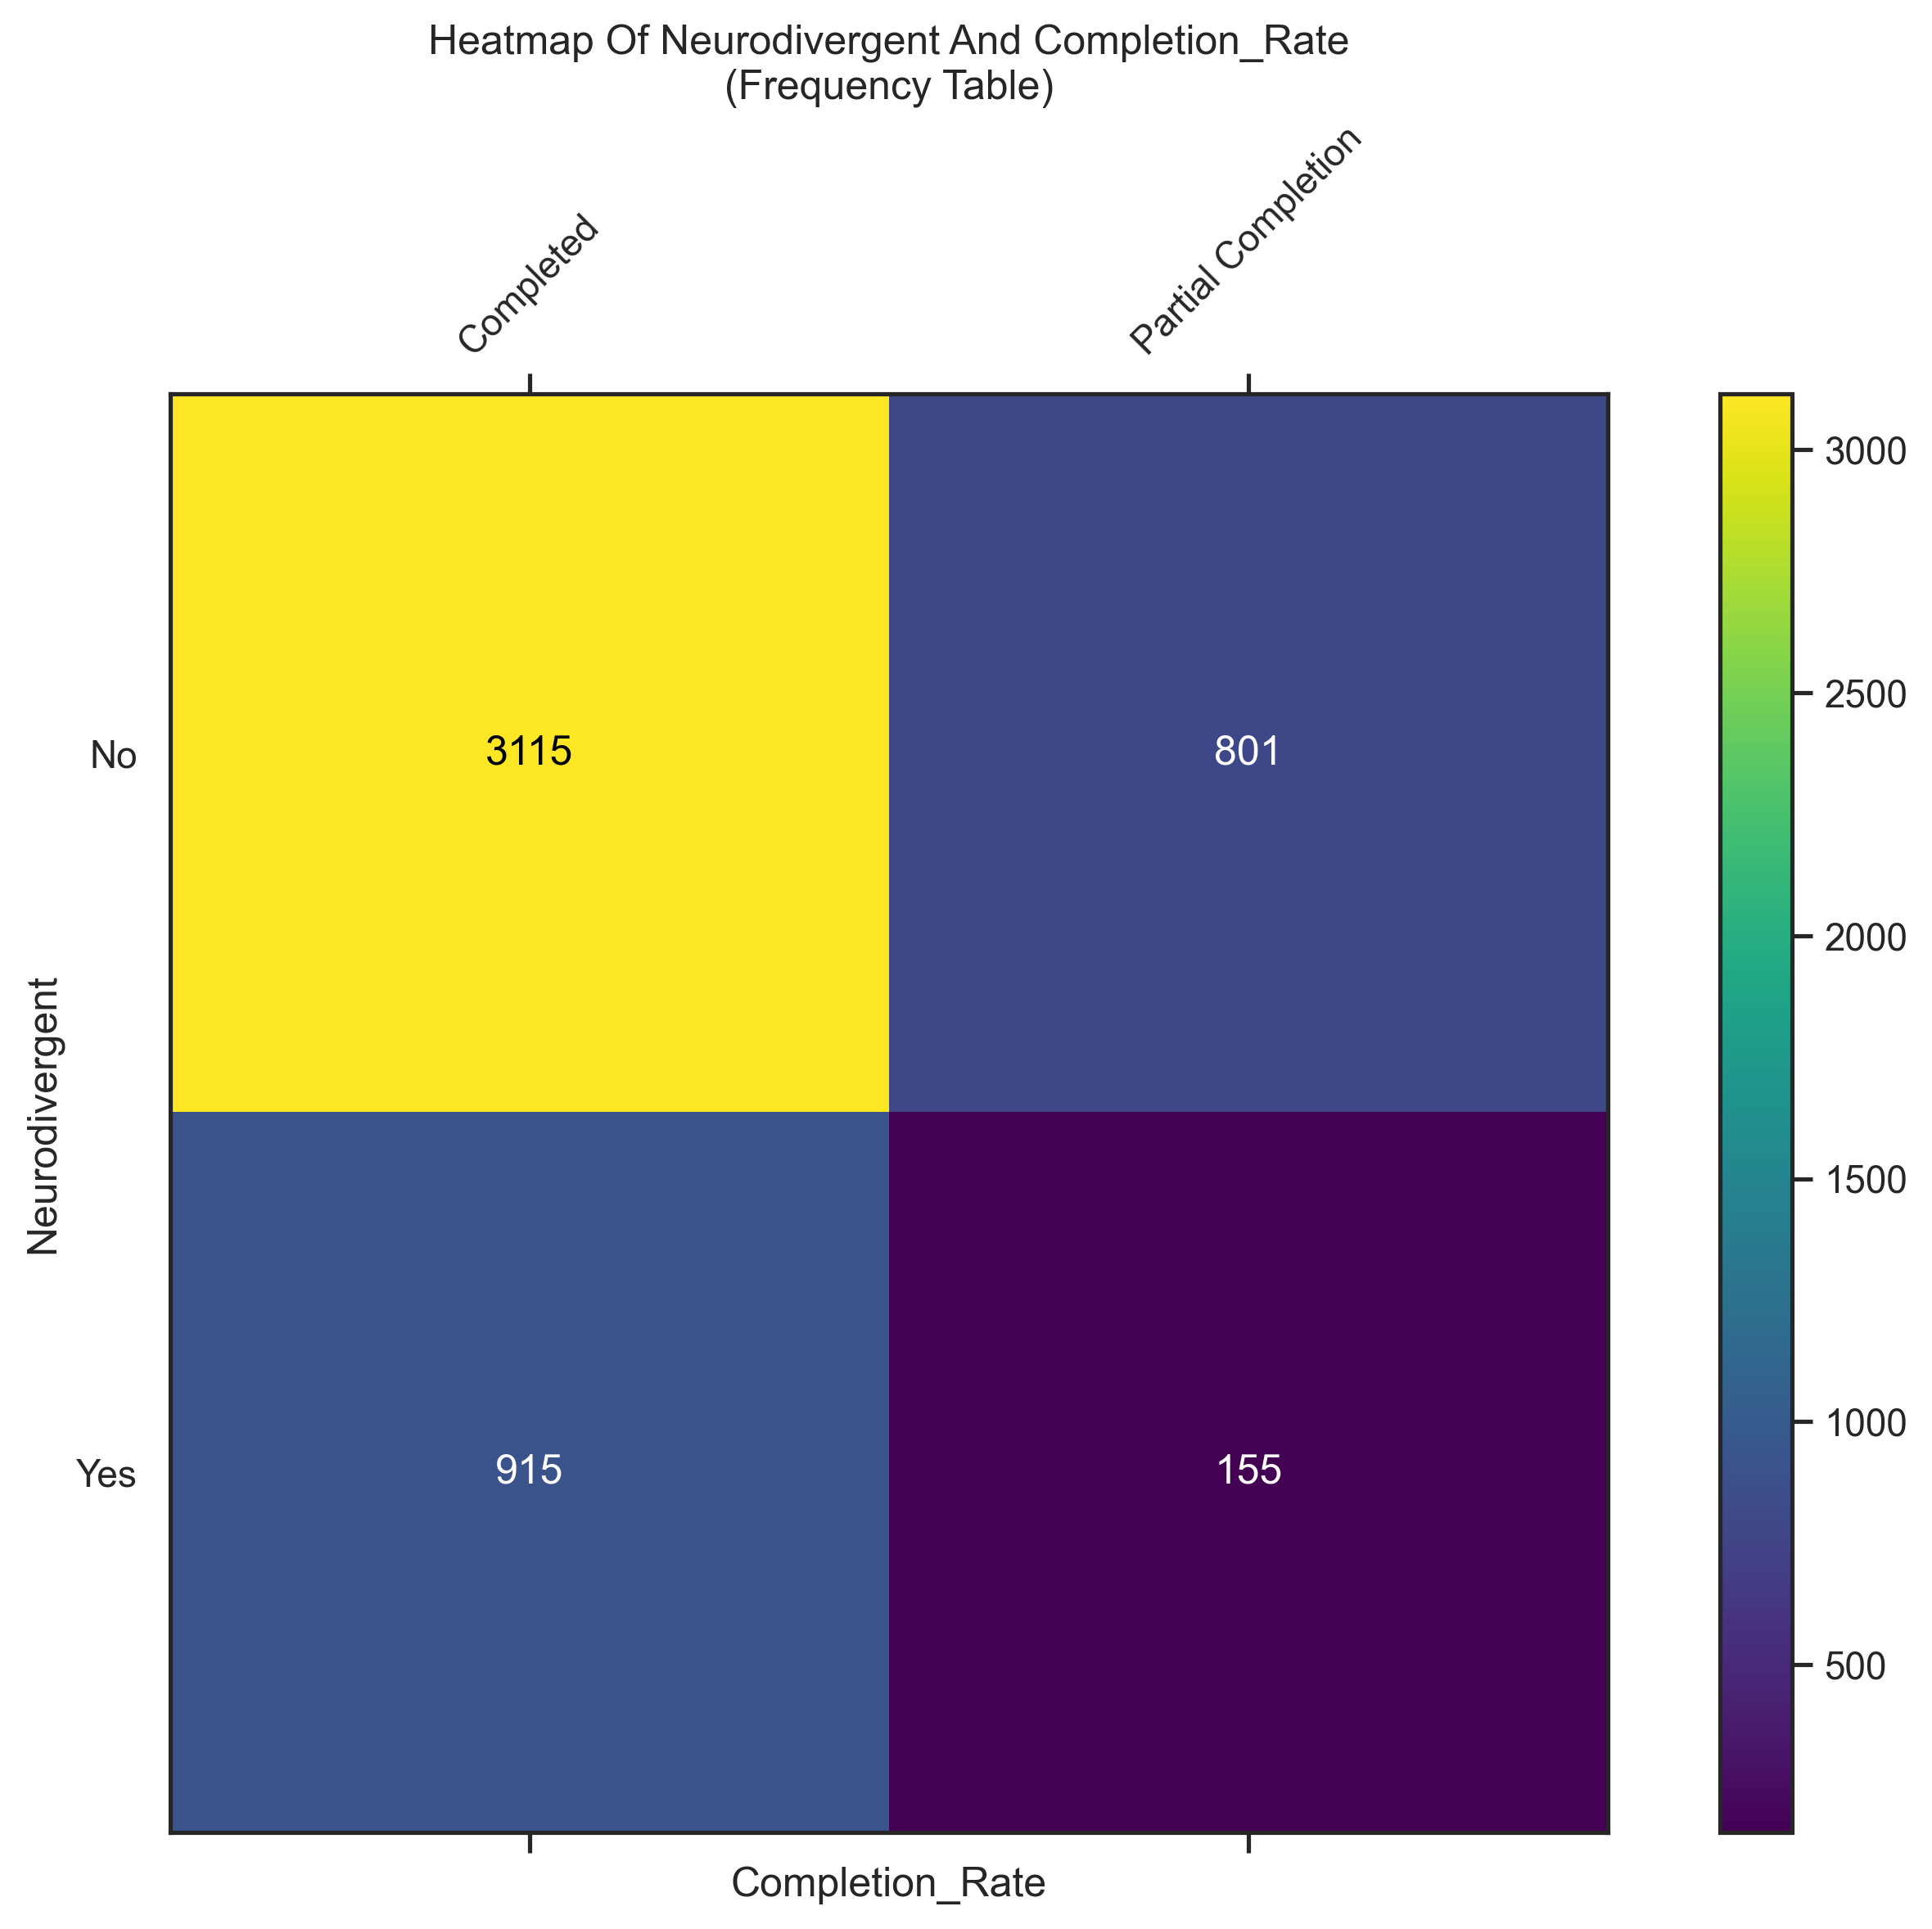 Heatmap Of Neurodivergent And Completion_Rate
(Frequency Table)
Completed
Partial Completion
No
3115
801
Neurodivergent
Yes
915
155
Completion_Rate
3000
2500
2000
1500
1000
500